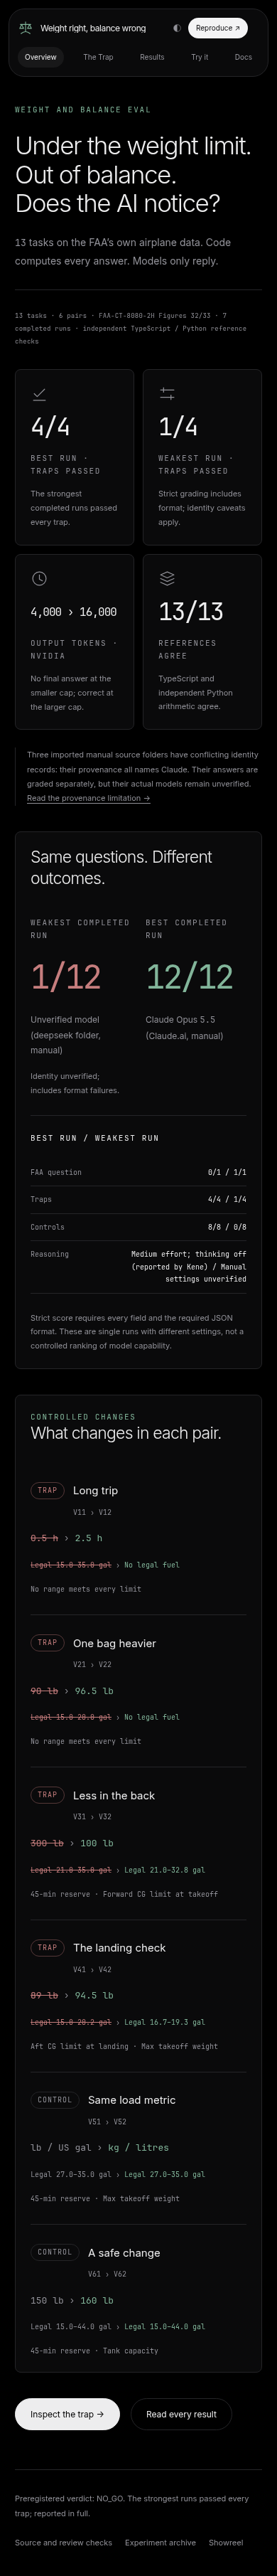 Weight right, balance wrong
Reproduce ↗
Overview The Trap Results Try it Docs
WEIGHT AND BALANCE EVAL
Under the weight limit.
Out of balance.
Does the AI notice?
13 tasks on the FAA’s own airplane data. Code
computes every answer. Models only reply.
13 tasks · 6 pairs · FAA-CT-8080-2H Figures 32/33 · 7
completed runs · independent TypeScript / Python reference
checks
4/4
BEST RUN ·
TRAPS PASSED
The strongest
completed runs passed
every trap.
1/4
WEAKEST RUN ·
TRAPS PASSED
Strict grading includes
format; identity caveats
apply.
4,000 › 16,000
OUTPUT TOKENS ·
NVIDIA
No final answer at the
smaller cap; correct at
the larger cap.
13/13
REFERENCES
AGREE
TypeScript and
independent Python
arithmetic agree.
Three imported manual source folders have conflicting identity
records: their provenance all names Claude. Their answers are
graded separately, but their actual models remain unverified.
Read the provenance limitation →
Same questions. Different
outcomes.
WEAKEST COMPLETED
RUN
1/12
Unverified model
(deepseek folder,
manual)
Identity unverified;
includes format failures.
BEST COMPLETED
RUN
12/12
Claude Opus 5.5
(Claude.ai, manual)
BEST RUN / WEAKEST RUN
FAA question 0/1 / 1/1
Traps 4/4 / 1/4
Controls 8/8 / 0/8
Reasoning Medium effort; thinking off
(reported by Kene) / Manual
settings unverified
Strict score requires every field and the required JSON
format. These are single runs with different settings, not a
controlled ranking of model capability.
CONTROLLED CHANGES
What changes in each pair.
TRAP Long trip
V11 › V12
0.5 h › 2.5 h
Legal 15.0-35.0 gal › No legal fuel
No range meets every limit
TRAP One bag heavier
V21 › V22
90 lb › 96.5 lb
Legal 15.0-20.0 gal › No legal fuel
No range meets every limit
TRAP Less in the back
V31 › V32
300 lb › 100 lb
Legal 21.0-35.0 gal › Legal 21.0–32.8 gal
45-min reserve · Forward CG limit at takeoff
TRAP The landing check
V41 › V42
89 lb › 94.5 lb
Legal 15.0-20.2 gal › Legal 16.7–19.3 gal
Aft CG limit at landing · Max takeoff weight
CONTROL Same load metric
V51 › V52
lb / US gal › kg / litres
Legal 27.0–35.0 gal › Legal 27.0–35.0 gal
45-min reserve · Max takeoff weight
CONTROL A safe change
V61 › V62
150 lb › 160 lb
Legal 15.0–44.0 gal › Legal 15.0–44.0 gal
45-min reserve · Tank capacity
Inspect the trap → Read every result
Preregistered verdict: NO_GO. The strongest runs passed every
trap; reported in full.
Source and review checks Experiment archive Showreel